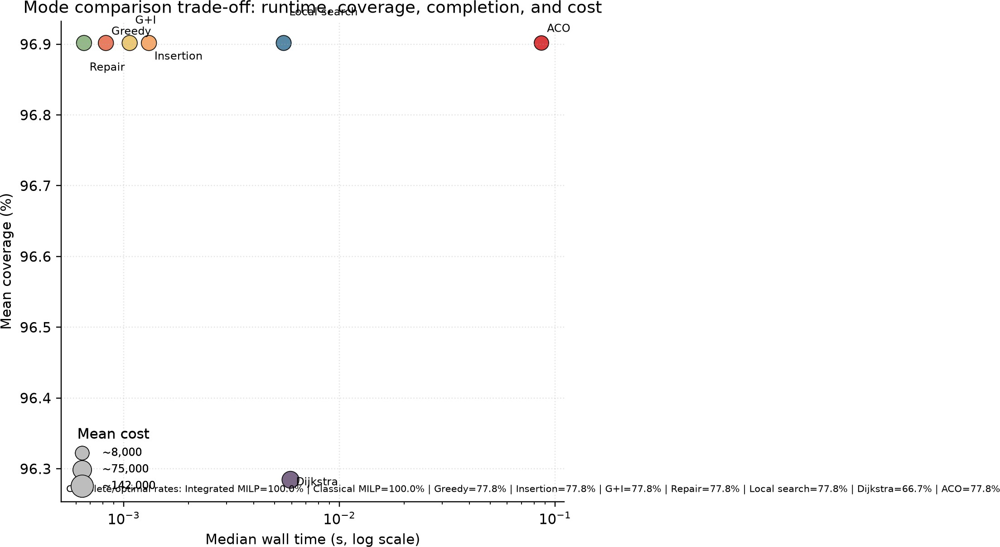 Mode comparison trade-off: runtime, coverage, completion, and cost
Local search
G+I
ACO
Greedy
96.9
Insertion
Repair
96.8
96.7
96.6
Mean coverage (%)
96.5
96.4
Mean cost
~8,000
96.3
~75,000
Dijkstra
~142,000
rates: Integrated MILP=100.0% | Classical MILP=100.0% | Greedy=77.8% | Insertion=77.8% | G+I=77.8% | Repair=77.8% | Local search=77.8% | Dijkstra=66.7% | ACO=77.8%
10⁻³
10⁻²
10⁻¹
Median wall time (s, log scale)